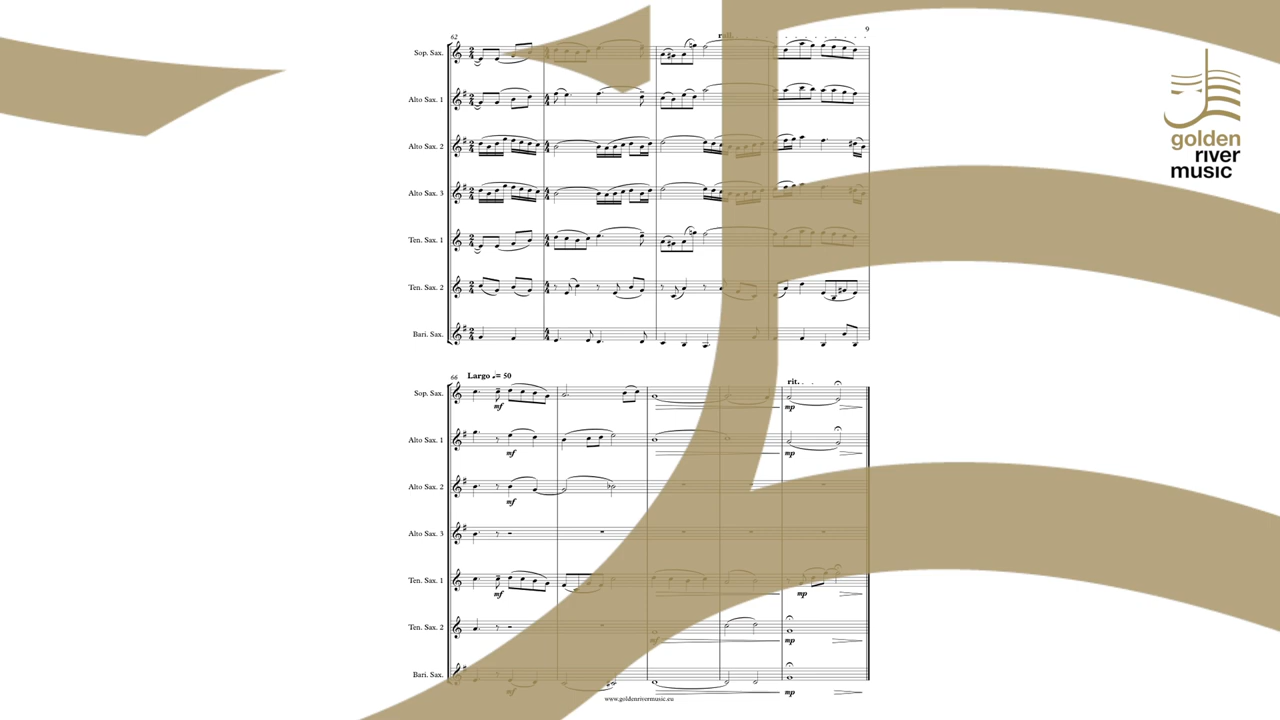 9
62
rall.
Sop. Sax.
Alto Sax. 1
Alto Sax. 2
Alto Sax. 3
Ten. Sax. 1
Ten. Sax. 2
Bari. Sax.
golden
river
music
66 Largo ♩= 50
rit.
Sop. Sax.
mf mp
Alto Sax. 1
mf mp
Alto Sax. 2
mf
Alto Sax. 3
Ten. Sax. 1
mf mp
Ten. Sax. 2
mf mp
Bari. Sax.
mf mp
www.goldenrivermusic.eu